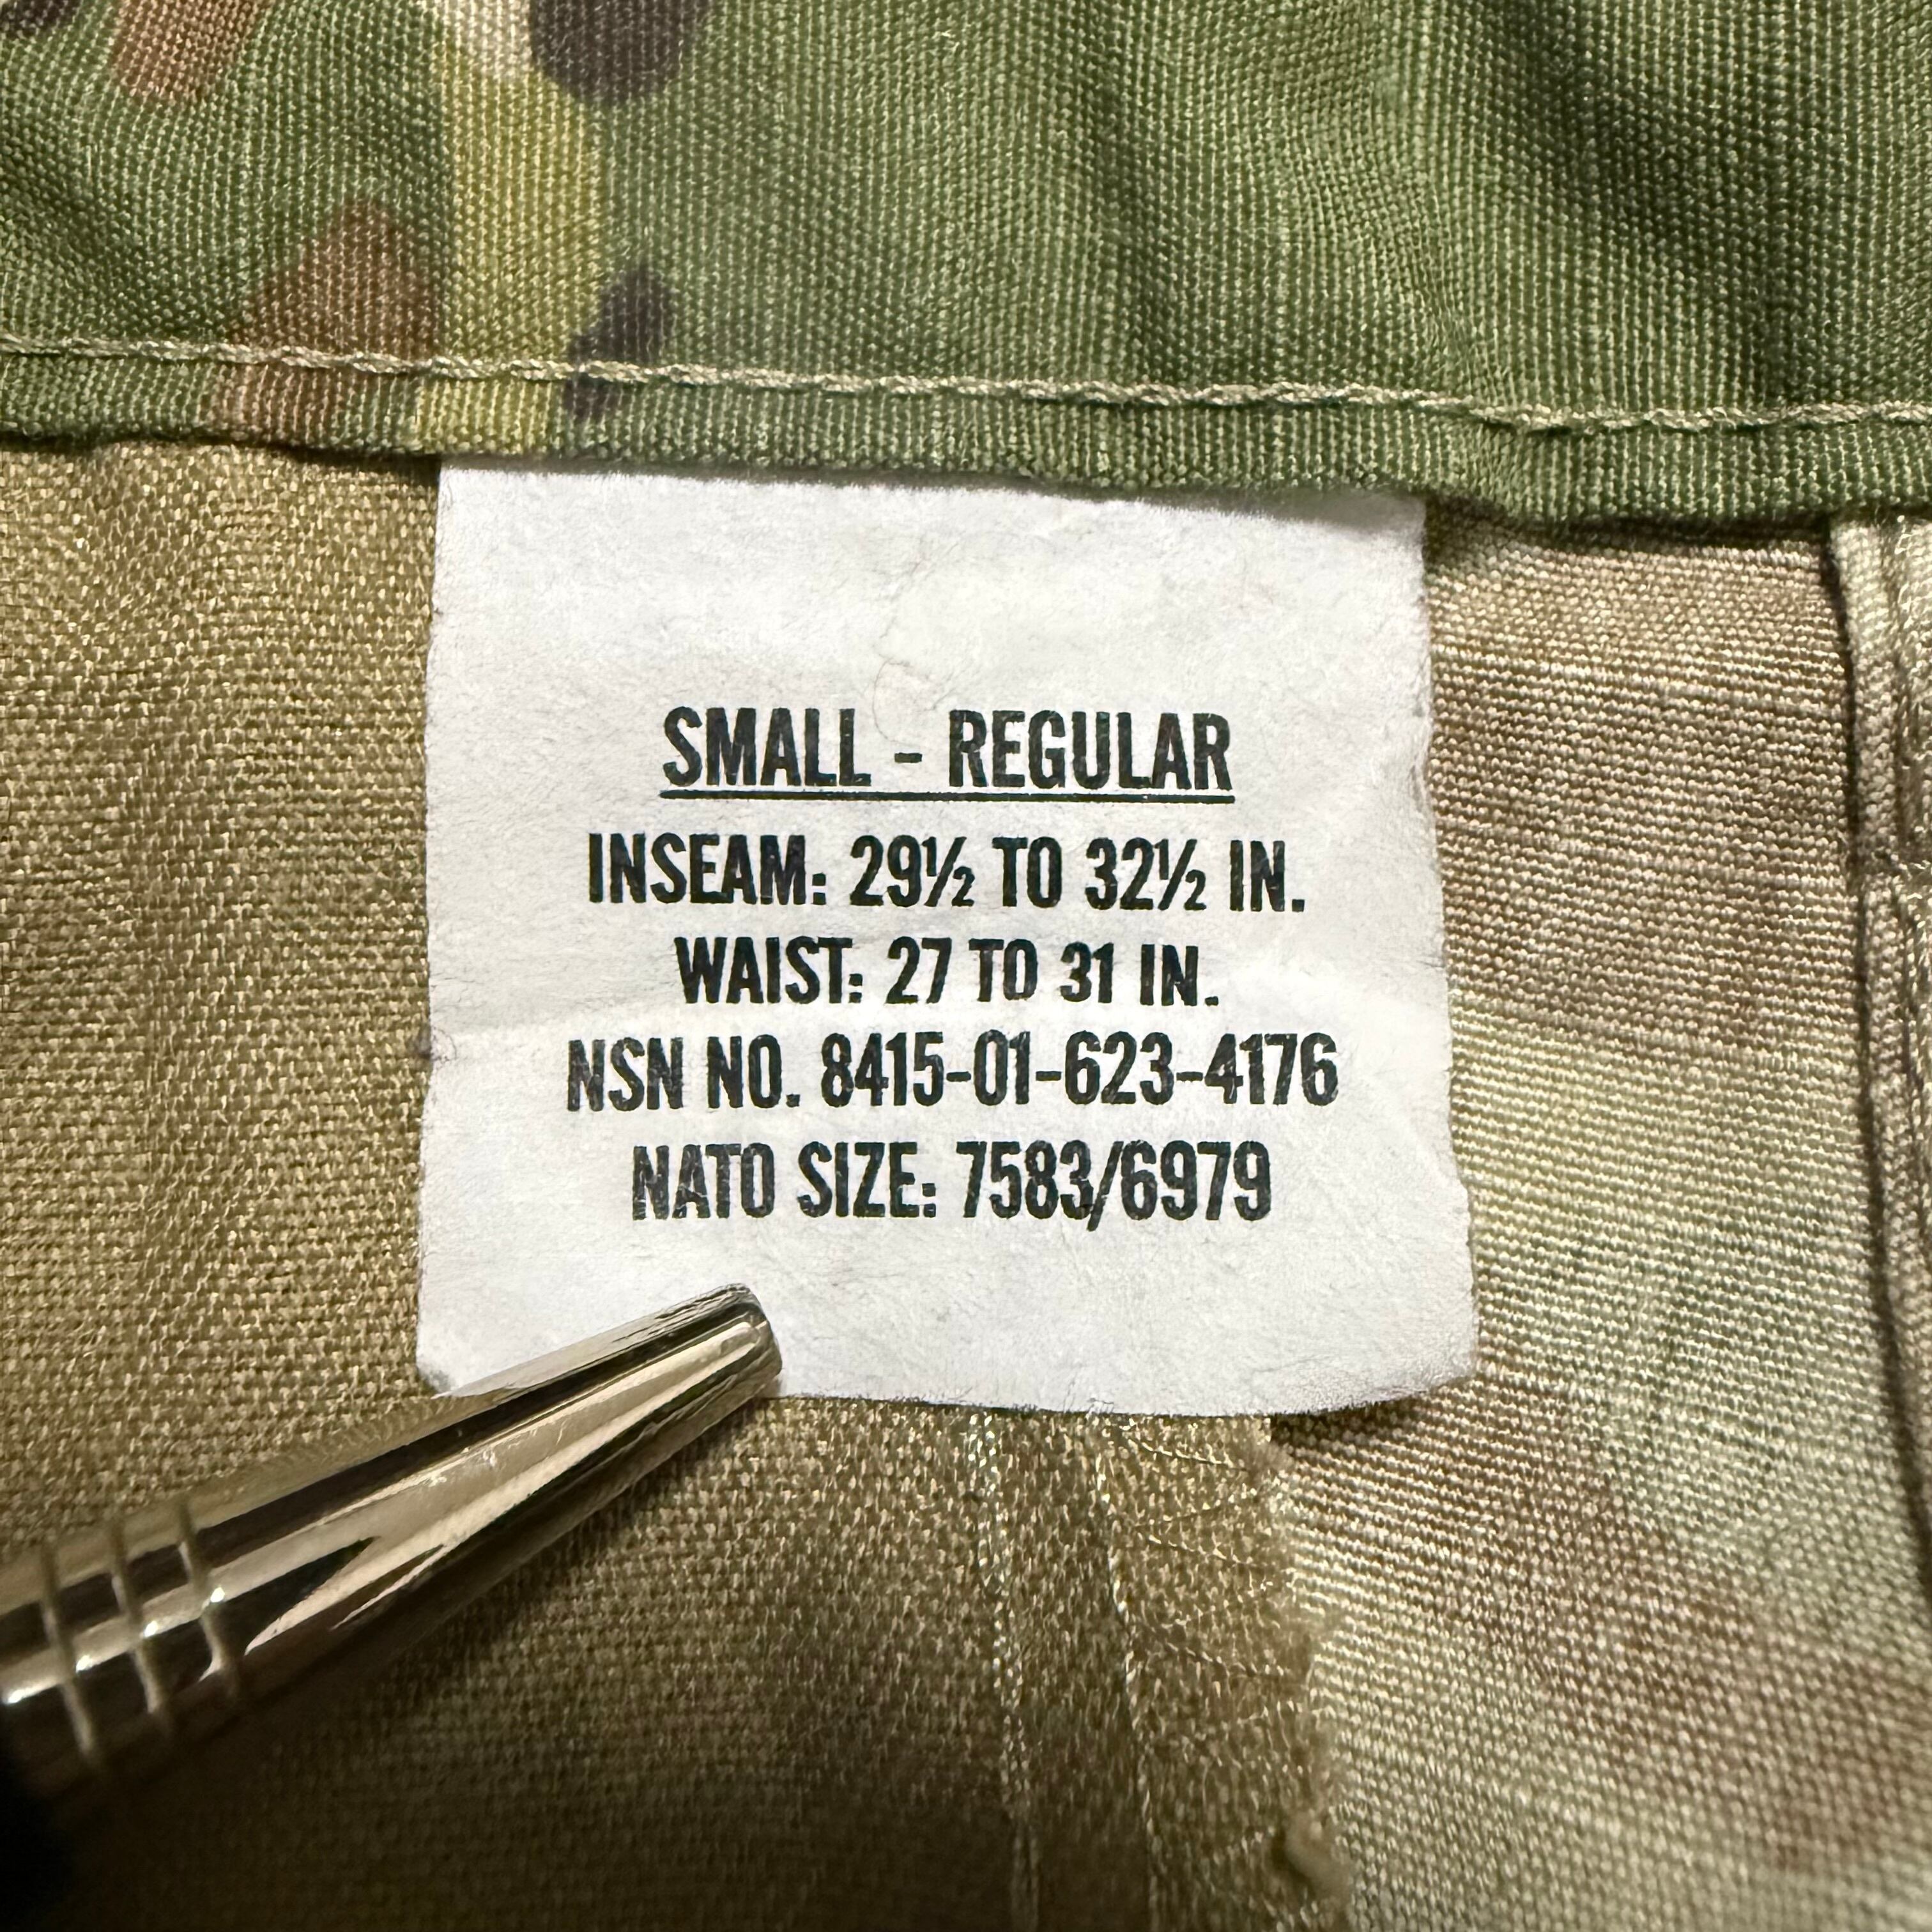 SMALL - REGULAR
INSEAM: 29½ TO 32½ IN.
WAIST: 27 TO 31 IN.
NSN NO. 8415-01-623-4176
NATO SIZE: 7583/6979